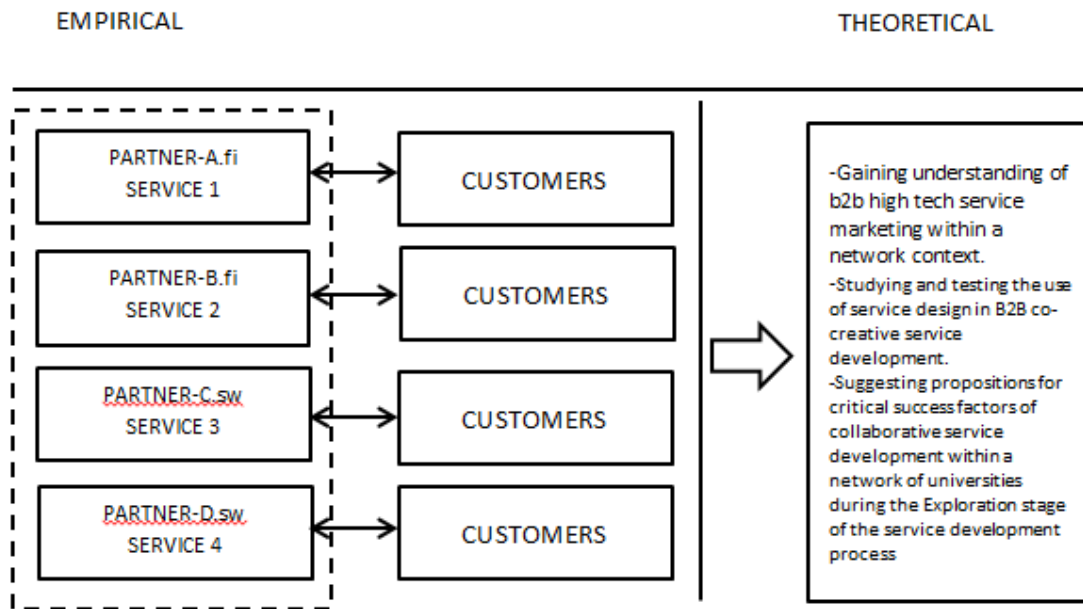 EMPIRICAL
THEORETICAL
PARTNER-A.fi
SERVICE 1
CUSTOMERS
PARTNER-B.fi
SERVICE 2
CUSTOMERS
PARTNER-C.sw
SERVICE 3
CUSTOMERS
PARTNER-D.sw
SERVICE 4
CUSTOMERS
-Gaining understanding of
b2b high tech service
marketing within a
network context.
-Studying and testing the use
of service design in B2B co-
creative service
development.
-Suggesting propositions for
critical success factors of
collaborative service
development within a
network of universities
during the Exploration stage
of the service development
process